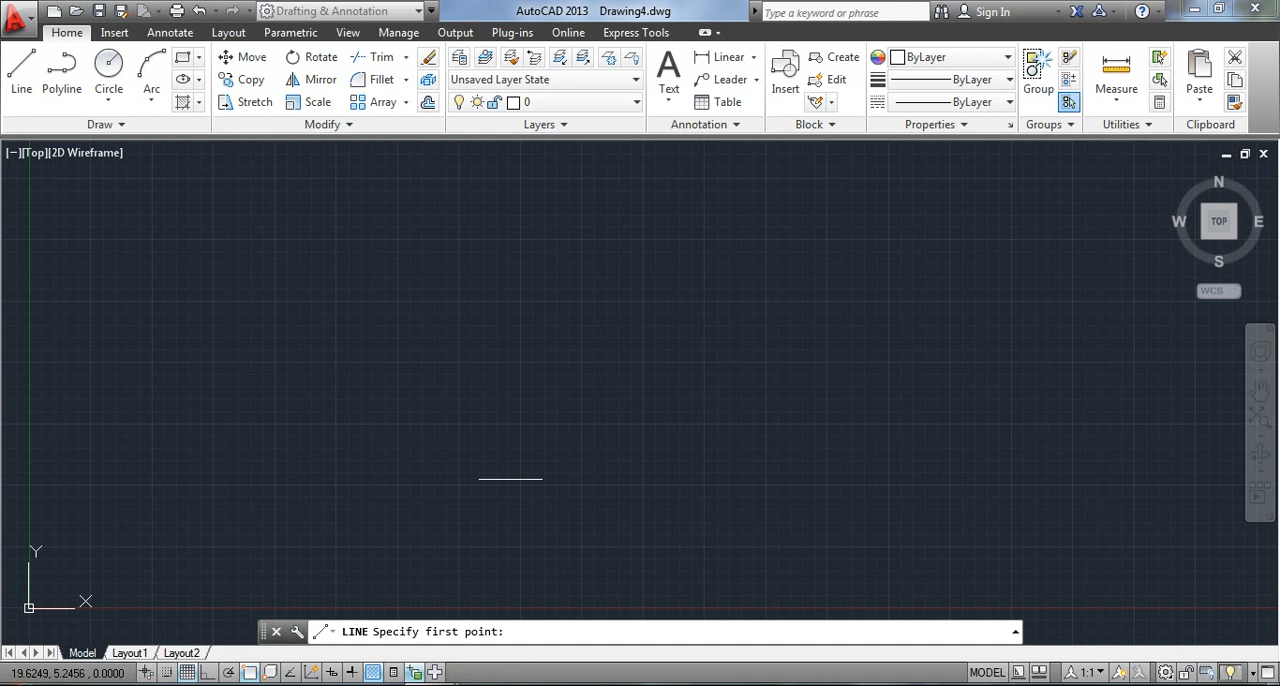 Drafting & Annotation AutoCAD 2013 Drawing4.dwg Type a keyword or phrase Sign In
Home Insert Annotate Layout Parametric View Manage Output Plug-ins Online Express Tools
Line Polyline Circle Arc Move Rotate Trim Unsaved Layer State Text Linear Insert Create ByLayer Group Measure Paste
Copy Mirror Fillet Leader Edit ByLayer
Stretch Scale Array 0 Table ByLayer
Draw Modify Layers Annotation Block Properties Groups Utilities Clipboard
[−][Top][2D Wireframe]
N
W TOP E
S
WCS
Y
X
LINE Specify first point:
Model Layout1 Layout2
19.6249, 5.2456 , 0.0000 MODEL 1:1